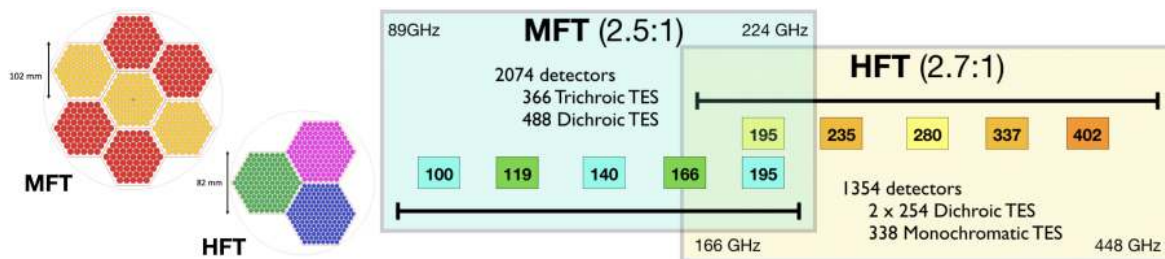 102 mm
MFT
82 mm
HFT
89GHz
MFT (2.5:1)
224 GHz
2074 detectors
366 Trichroic TES
488 Dichroic TES
100
119
140
166
195
HFT (2.7:1)
195
235
280
337
402
1354 detectors
2 x 254 Dichroic TES
338 Monochromatic TES
166 GHz
448 GHz